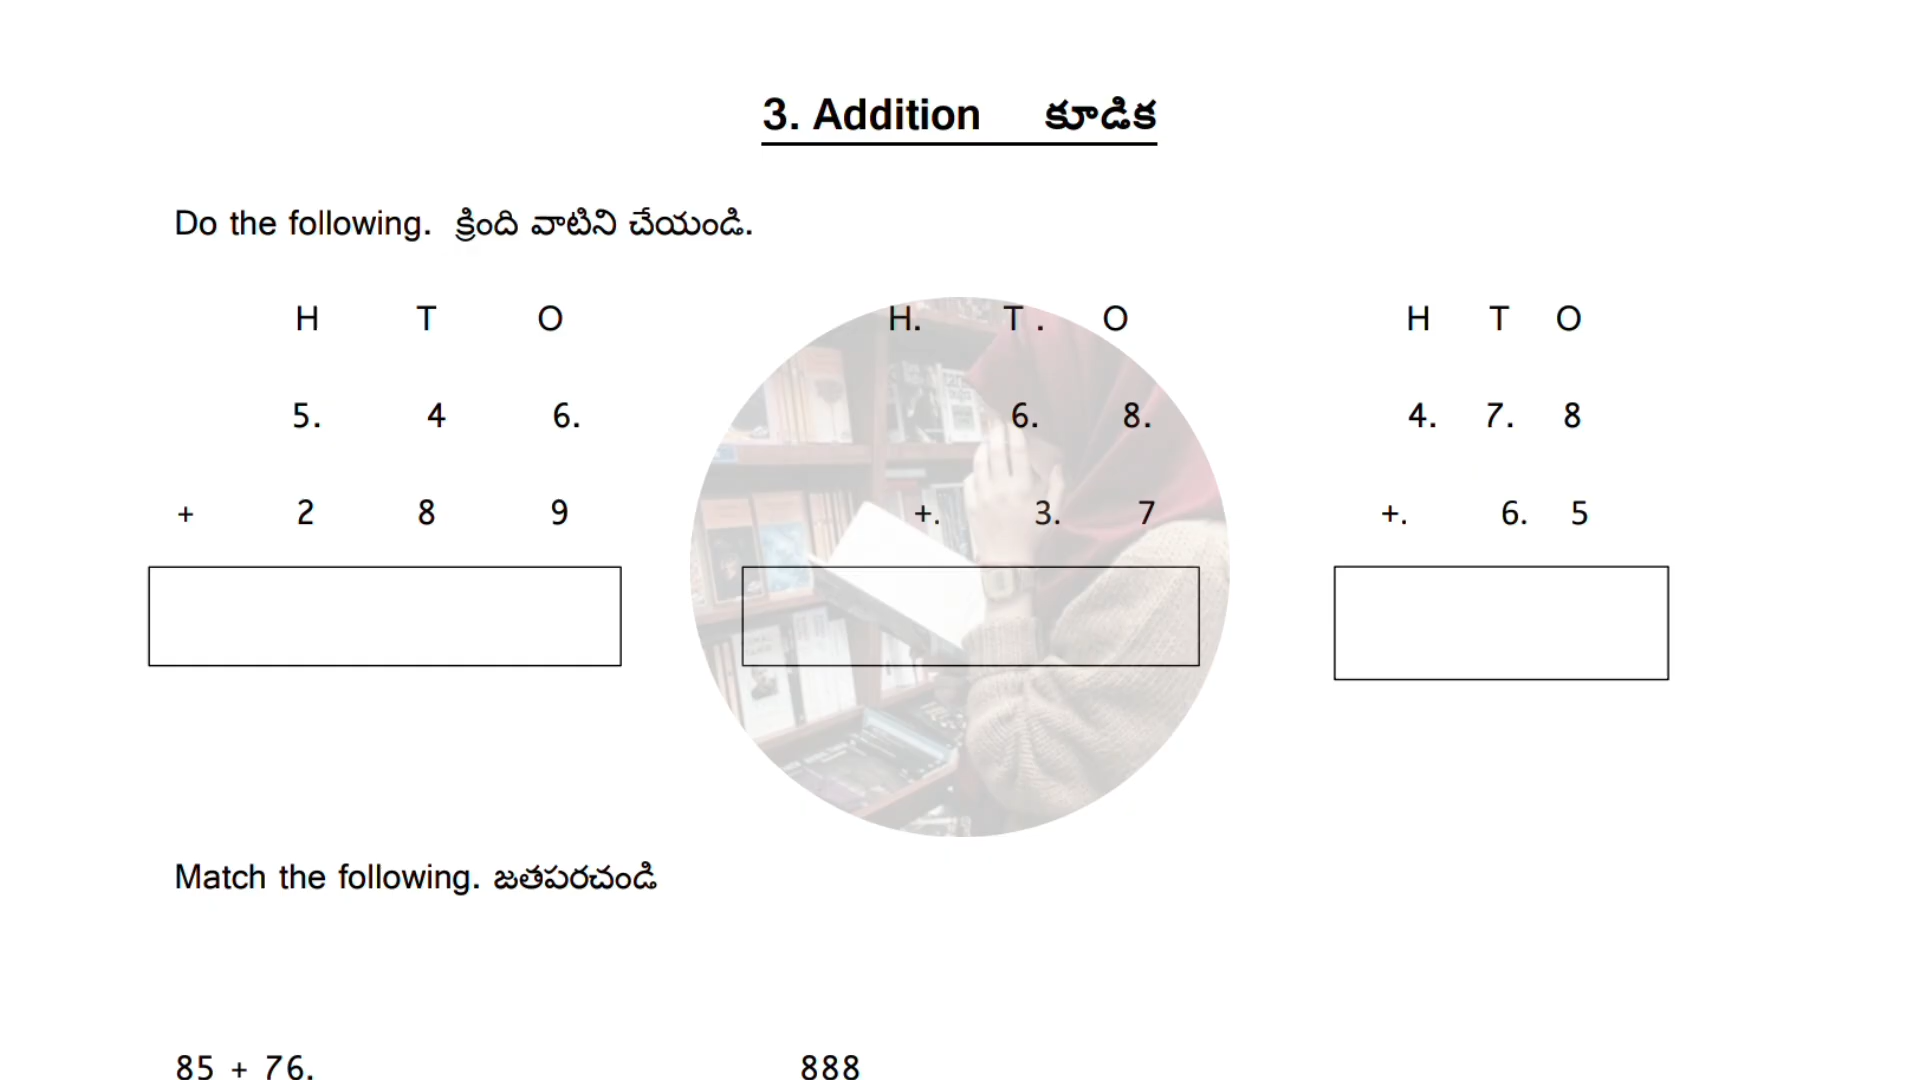 3. Addition కూడిక
Do the following. క్రింది వాటిని చేయండి.
H T O H. T . O H T O
5. 4 6. 6. 8. 4. 7. 8
+ 2 8 9 +. 3. 7 +. 6. 5
Match the following. జతపరచండి
85 + 76. 888